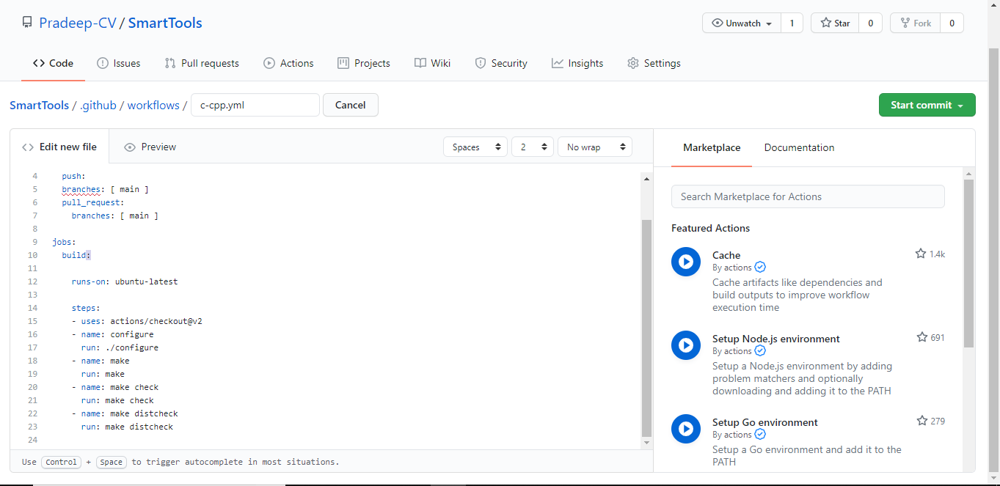 Pradeep-CV / SmartTools
Unwatch 1 Star 0 Fork 0
Code Issues Pull requests Actions Projects Wiki Security Insights Settings
SmartTools / .github / workflows / c-cpp.yml Cancel Start commit
Edit new file Preview Spaces 2 No wrap
4 push:
5 branches: [ main ]
6 pull_request:
7 branches: [ main ]
8
9 jobs:
10 build:
11
12 runs-on: ubuntu-latest
13
14 steps:
15 - uses: actions/checkout@v2
16 - name: configure
17 run: ./configure
18 - name: make
19 run: make
20 - name: make check
21 run: make check
22 - name: make distcheck
23 run: make distcheck
24
Use Control + Space to trigger autocomplete in most situations.
Marketplace Documentation
Search Marketplace for Actions
Featured Actions
Cache 1.4k
By actions
Cache artifacts like dependencies and
build outputs to improve workflow
execution time
Setup Node.js environment 691
By actions
Setup a Node.js environment by adding
problem matchers and optionally
downloading and adding it to the PATH
Setup Go environment 279
By actions
Setup a Go environment and add it to the
PATH